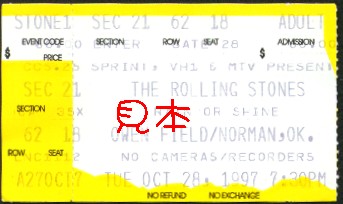 STONE1 SEC 21 62 18 ADULT
EVENT CODE SECTION ROW SEAT ADMISSION
$ PRICE $
SPRINT, VH1 & MTV PRESENT
SEC 21 THE ROLLING STONES
SECTION 35X OR SHINE
見本
62 18 OWEN FIELD/NORMAN,OK.
ROW SEAT
NO CAMERAS/RECORDERS
TUE OCT 28, 1997 7:30PM
NO REFUND NO EXCHANGE